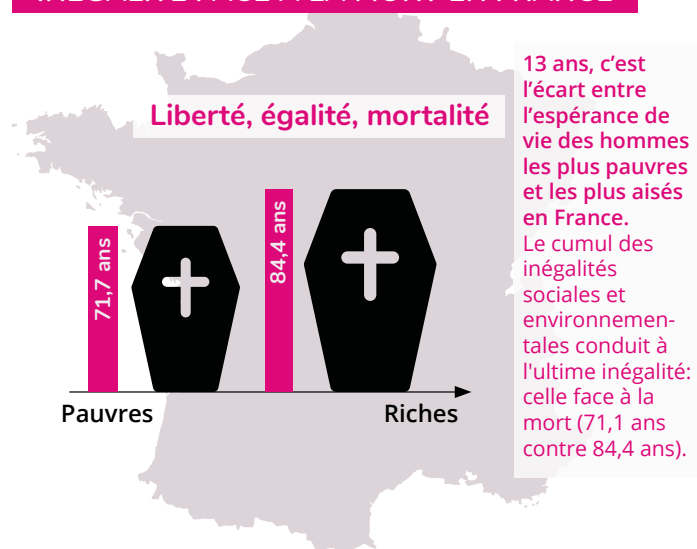 Liberté, égalité, mortalité
13 ans, c’est
l’écart entre
l’espérance de
vie des hommes
les plus pauvres
et les plus aisés
en France.
Le cumul des
inégalités
sociales et
environnemen-
tales conduit à
l'ultime inégalité:
celle face à la
mort (71,1 ans
contre 84,4 ans).
71,7 ans
84,4 ans
Pauvres
Riches